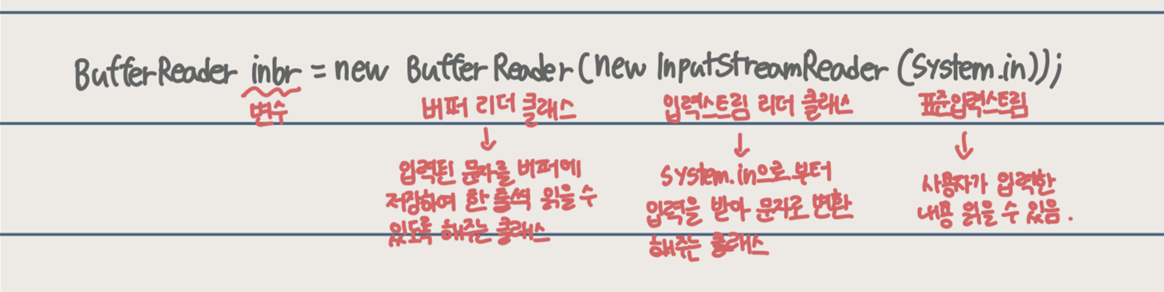 BufferReader inbr = new BufferReader(new InputStreamReader(System.in));
변수
버퍼 리더 클래스
입력스트림 리더 클래스
표준입력스트림
입력된 문자를 버퍼에
저장하여 한 줄씩 읽을 수
있도록 해주는 클래스
System.in으로부터
입력을 받아 문자로 변환
해주는 클래스
사용자가 입력한
내용 읽을 수 있음.